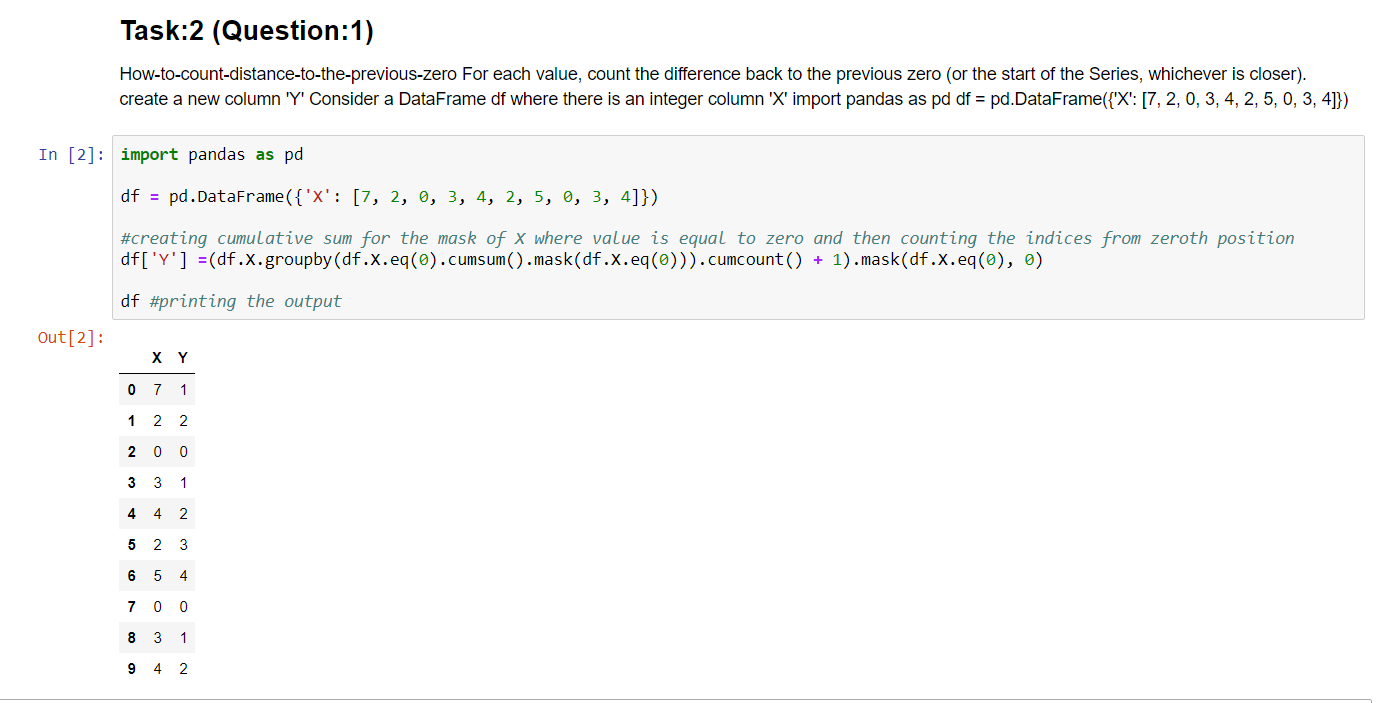 Task:2 (Question:1)
How-to-count-distance-to-the-previous-zero For each value, count the difference back to the previous zero (or the start of the Series, whichever is closer).
create a new column 'Y' Consider a DataFrame df where there is an integer column 'X' import pandas as pd df = pd.DataFrame({'X': [7, 2, 0, 3, 4, 2, 5, 0, 3, 4]})
In [2]: import pandas as pd
df = pd.DataFrame({'X': [7, 2, 0, 3, 4, 2, 5, 0, 3, 4]})
#creating cumulative sum for the mask of X where value is equal to zero and then counting the indices from zeroth position
df['Y'] =(df.X.groupby(df.X.eq(0).cumsum().mask(df.X.eq(0))).cumcount() + 1).mask(df.X.eq(0), 0)
df #printing the output
Out[2]:
X Y
0 7 1
1 2 2
2 0 0
3 3 1
4 4 2
5 2 3
6 5 4
7 0 0
8 3 1
9 4 2